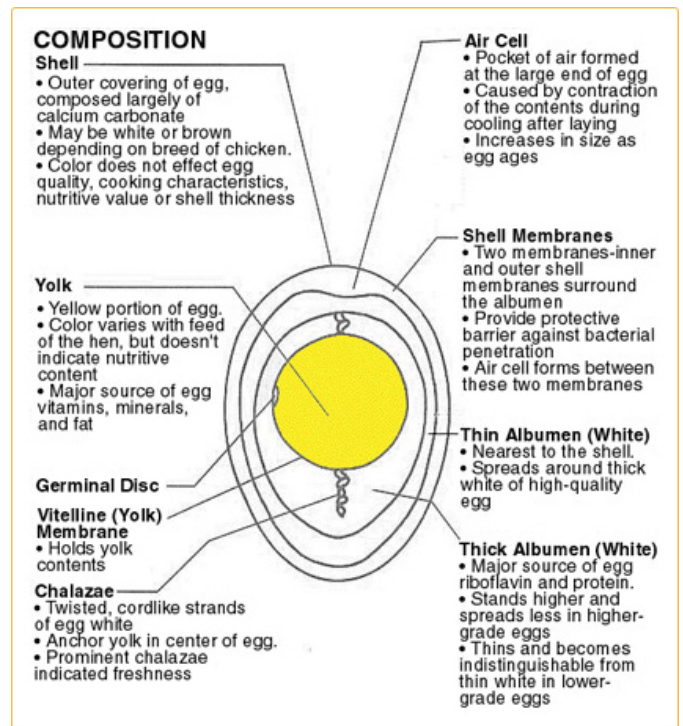 COMPOSITION
Shell
• Outer covering of egg,
composed largely of
calcium carbonate
• May be white or brown
depending on breed of chicken.
• Color does not effect egg
quality, cooking characteristics,
nutritive value or shell thickness
Yolk
• Yellow portion of egg.
• Color varies with feed
of the hen, but doesn't
indicate nutritive
content
• Major source of egg
vitamins, minerals,
and fat
Germinal Disc
Vitelline (Yolk)
Membrane
• Holds yolk
contents
Chalazae
• Twisted, cordlike strands
of egg white
• Anchor yolk in center of egg.
• Prominent chalazae
indicated freshness
Air Cell
• Pocket of air formed
at the large end of egg
• Caused by contraction
of the contents during
cooling after laying
• Increases in size as
egg ages
Shell Membranes
• Two membranes-inner
and outer shell
membranes surround
the albumen
• Provide protective
barrier against bacterial
penetration
• Air cell forms between
these two membranes
Thin Albumen (White)
• Nearest to the shell.
• Spreads around thick
white of high-quality
egg
Thick Albumen (White)
• Major source of egg
riboflavin and protein.
• Stands higher and
spreads less in higher-
grade eggs
• Thins and becomes
indistinguishable from
thin white in lower-
grade eggs